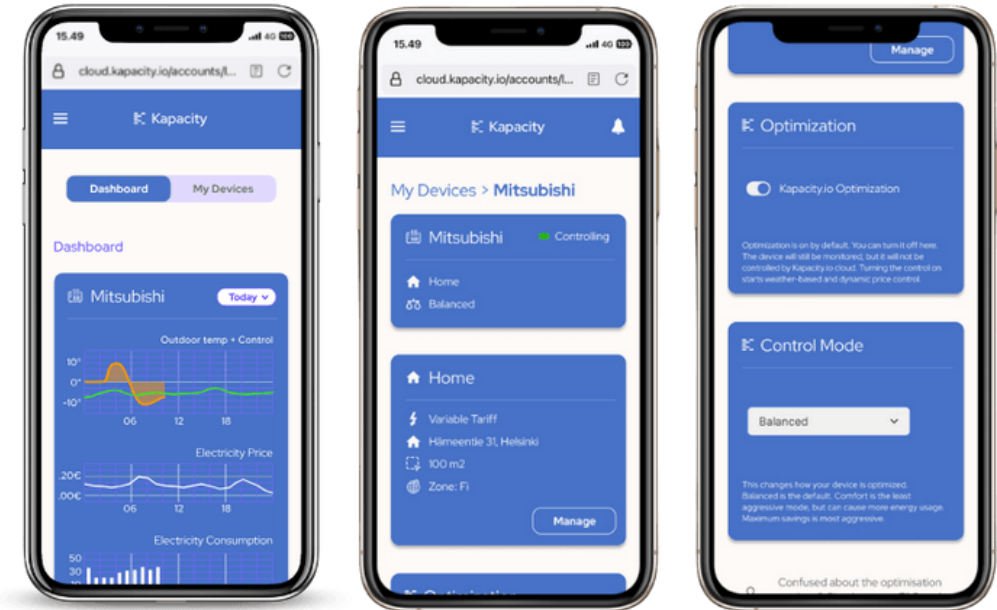 15.49
4G 100
cloud.kapacity.io/accounts/l...
Kapacity
Dashboard
My Devices
Dashboard
Mitsubishi
Today
Outdoor temp + Control
10°
0°
-10°
06 12 18
Electricity Price
.20€
.00€
06 12 18
Electricity Consumption
50
30
10
15.49
4G 100
cloud.kapacity.io/accounts/l...
Kapacity
My Devices > Mitsubishi
Mitsubishi
Controlling
Home
Balanced
Home
Variable Tariff
Hämeentie 31, Helsinki
100 m2
Zone: Fi
Manage
Optimization
Manage
Optimization
Kapacity.io Optimization
Optimization is on by default. You can turn it off here.
The device will still be monitored, but it will not be
controlled by Kapacity.io cloud. Turning the control on
starts weather-based and dynamic price control.
Control Mode
Balanced
This changes how your device is optimized.
Balanced is the default. Comfort is the least
aggressive mode, but can cause more energy usage.
Maximum savings is most aggressive.
Confused about the optimisation